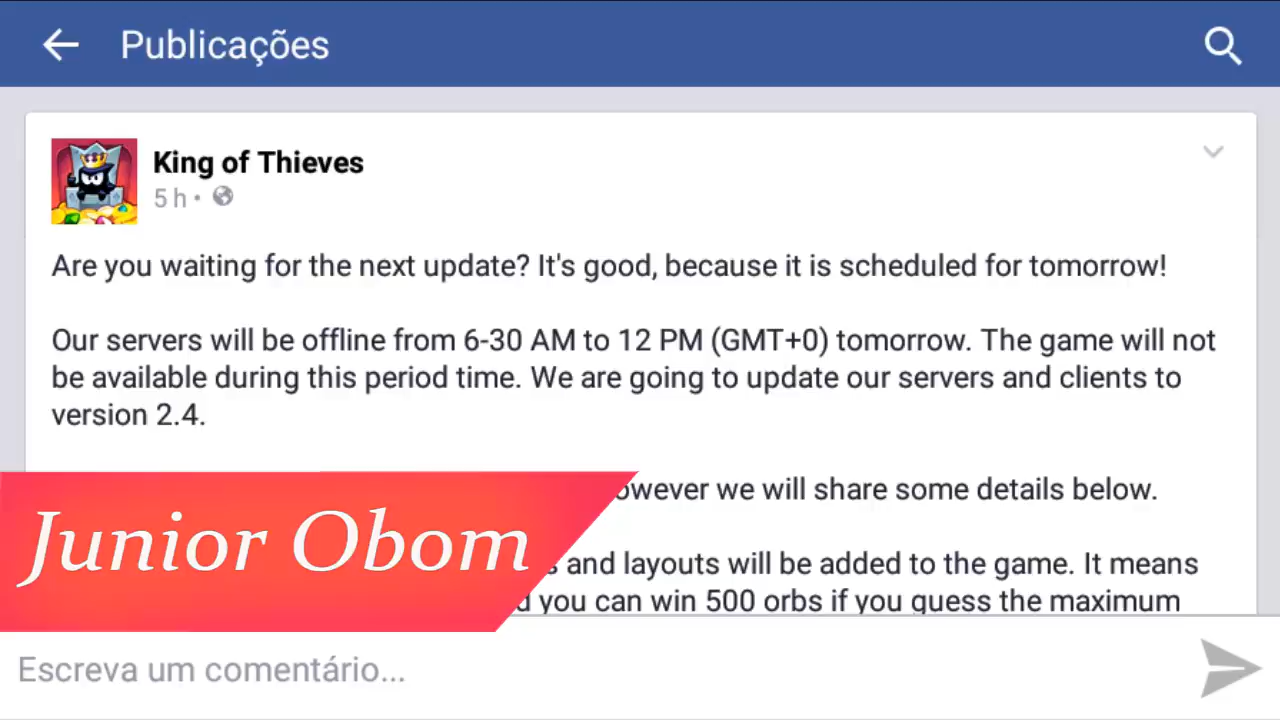 Publicações
King of Thieves
5 h •
Are you waiting for the next update? It's good, because it is scheduled for tomorrow!
Our servers will be offline from 6-30 AM to 12 PM (GMT+0) tomorrow. The game will not
be available during this period time. We are going to update our servers and clients to
version 2.4.
we will share some details below.
and layouts will be added to the game. It means
you can win 500 orbs if you guess the maximum
Junior Obom
Escreva um comentário...